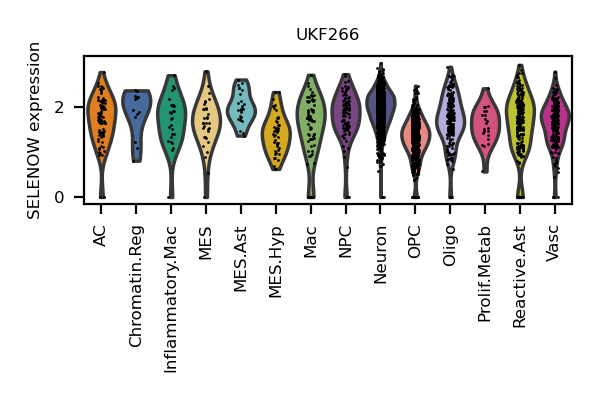 UKF266
SELENOW expression
2
0
AC
Chromatin.Reg
Inflammatory.Mac
MES
MES.Ast
MES.Hyp
Mac
NPC
Neuron
OPC
Oligo
Prolif.Metab
Reactive.Ast
Vasc